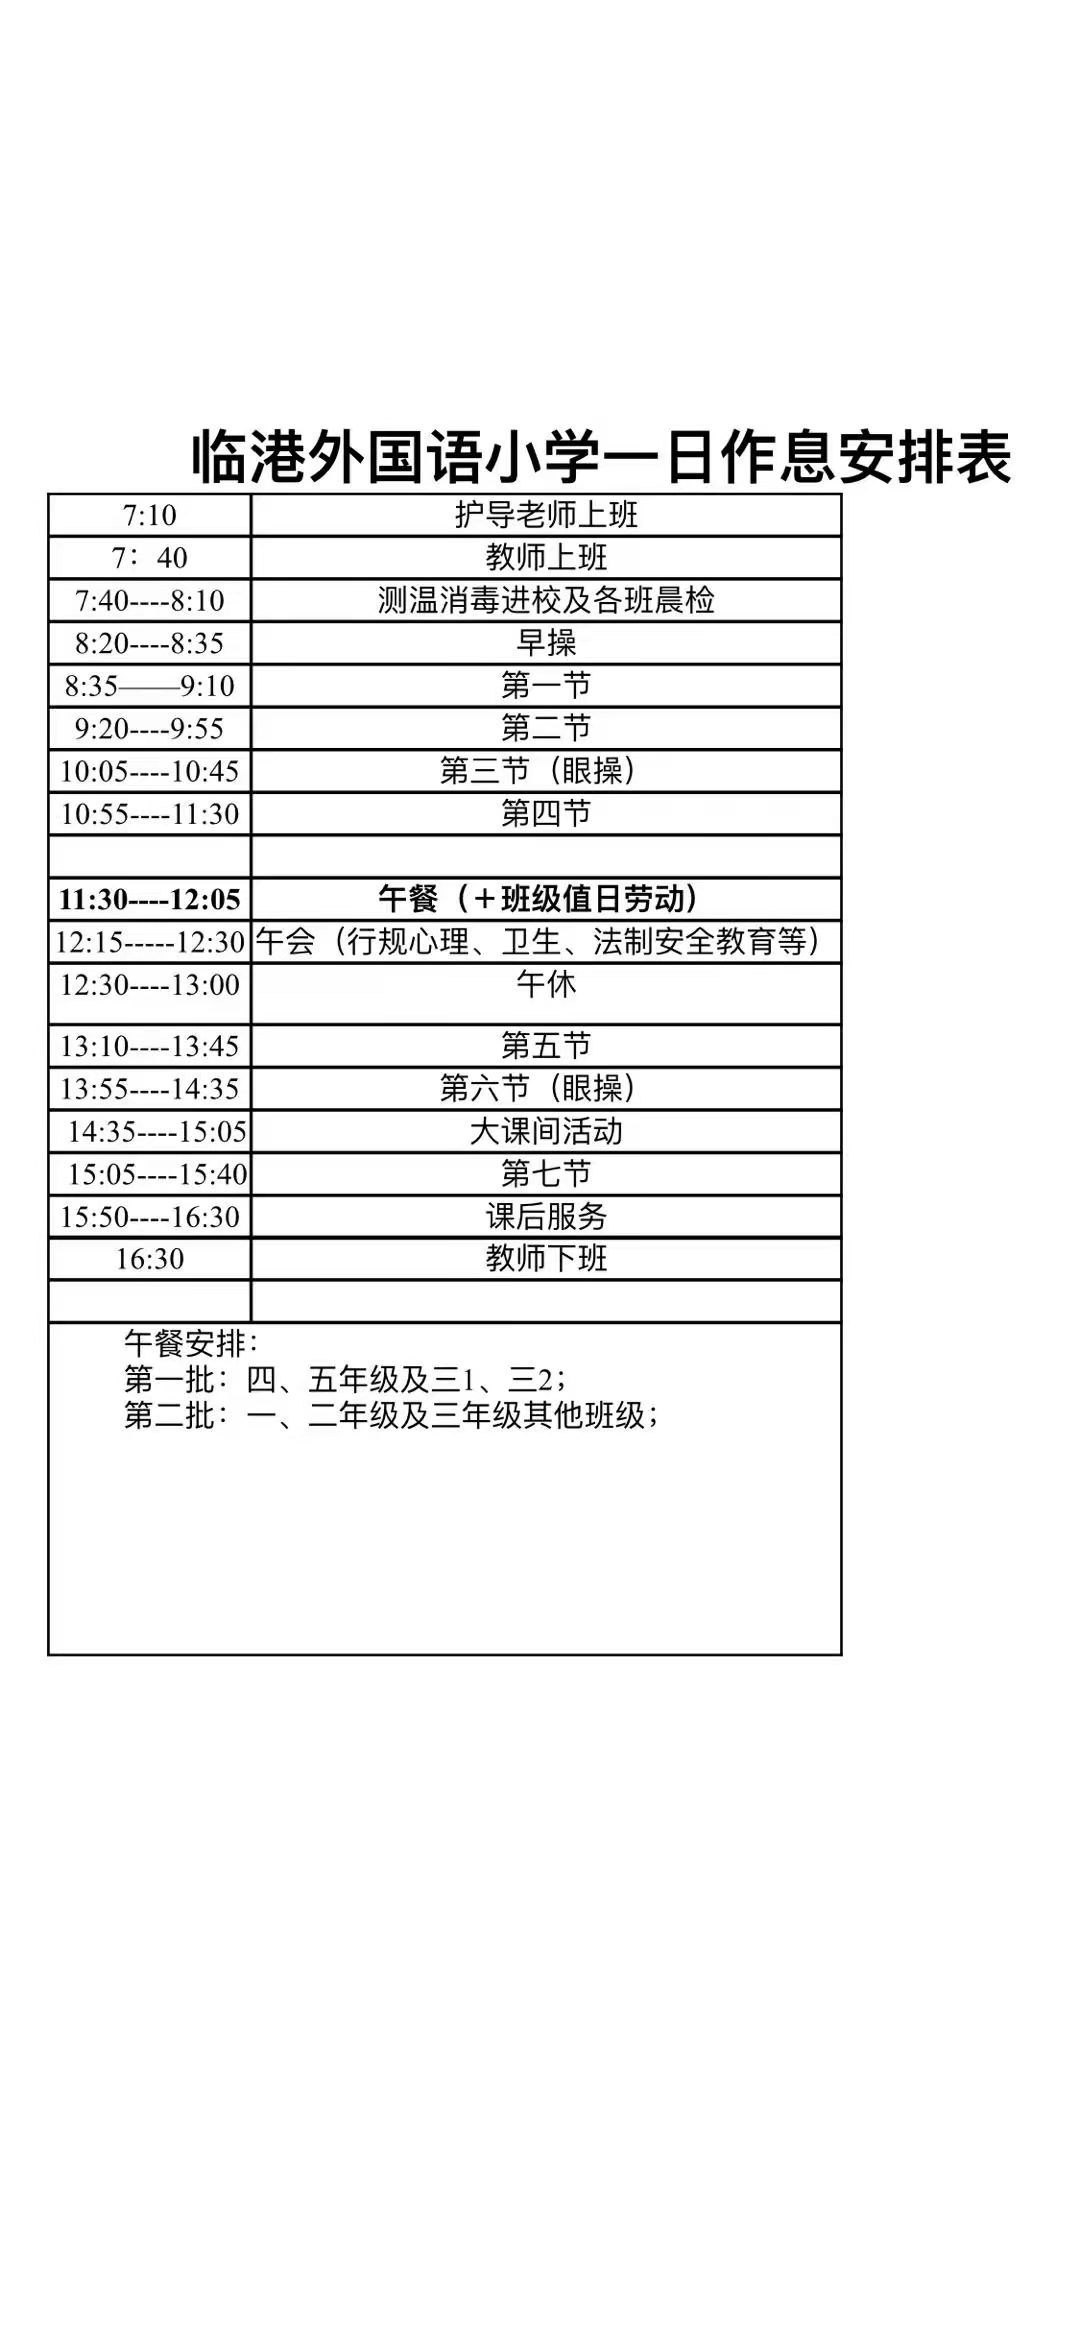 临港外国语小学一日作息安排表
7:10 护导老师上班
7：40 教师上班
7:40----8:10 测温消毒进校及各班晨检
8:20----8:35 早操
8:35——9:10 第一节
9:20----9:55 第二节
10:05----10:45 第三节（眼操）
10:55----11:30 第四节
11:30----12:05 午餐（＋班级值日劳动）
12:15-----12:30 午会（行规心理、卫生、法制安全教育等）
12:30----13:00 午休
13:10----13:45 第五节
13:55----14:35 第六节（眼操）
14:35----15:05 大课间活动
15:05----15:40 第七节
15:50----16:30 课后服务
16:30 教师下班
午餐安排：
第一批：四、五年级及三1、三2；
第二批：一、二年级及三年级其他班级；